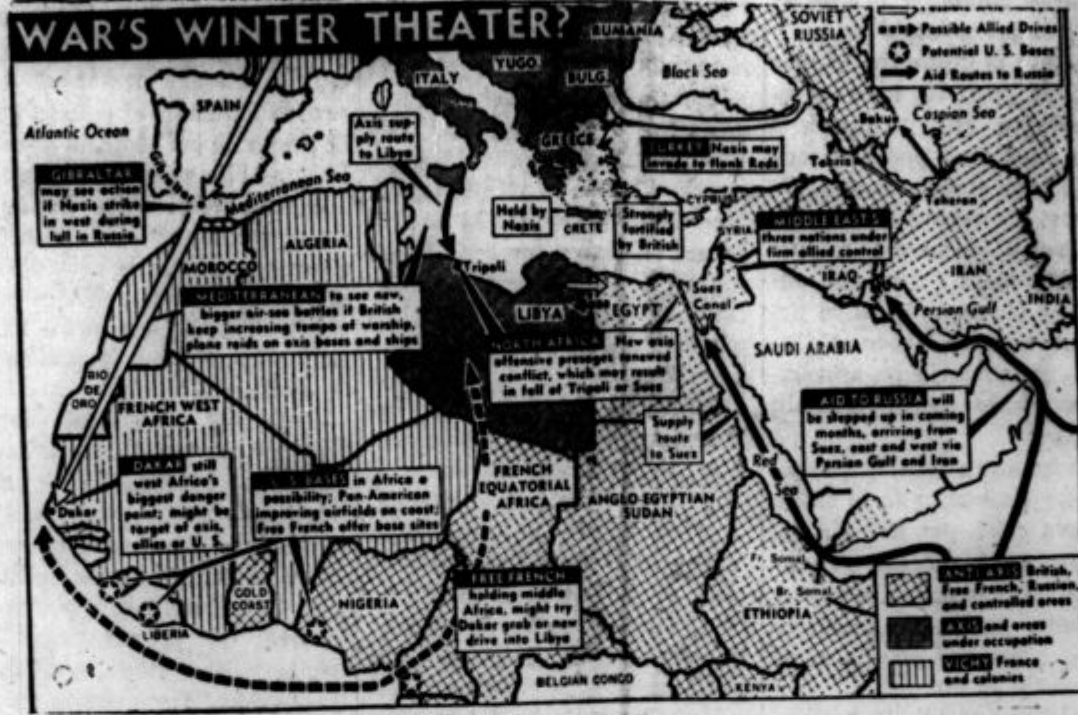 WAR'S WINTER THEATER?
Possible Allied Drives
Potential U. S. Bases
Aid Routes to Russia
RUMANIA
SOVIET
RUSSIA
YUGO.
ITALY
BULG.
Black Sea
SPAIN
Atlantic Ocean
Caspian Sea
Baku
Axis sup-
ply route
to Libya
GREECE
TURKEY Nazis may
invade to flank Reds
Tabriz
Teheran
GIBRALTAR
may see action
if Nazis strike
in west during
lull in Russia
Gibraltar
Mediterranean Sea
Held by
Nazis
CRETE
Strongly
fortified
by British
CYPRUS
SYRIA
MIDDLE EAST'S
three nations under
firm allied control
IRAQ
IRAN
INDIA
ALGERIA
MOROCCO
Tripoli
MEDITERRANEAN to see new,
bigger air-sea battles if British
keep increasing tempo of warship,
plane raids on axis bases and ships
LIBYA
EGYPT
Suez
Canal
Persian Gulf
SAUDI ARABIA
NORTH AFRICA New axis
offensive presages renewed
conflict, which may result
in fall of Tripoli or Suez
RIO
DE
ORO
FRENCH WEST
AFRICA
AID TO RUSSIA will
be stepped up in coming
months, arriving from
Suez, east and west via
Persian Gulf and Iran
Supply
route
to Suez
Red
Sea
DAKAR still
west Africa's
biggest danger
point; might be
target of axis,
allies or U. S.
Dakar
U. S. BASES in Africa a
possibility; Pan-American
improving airfields on coast;
Free French offer base sites
FRENCH
EQUATORIAL
AFRICA
ANGLO-EGYPTIAN
SUDAN
Fr. Somal.
Br. Somal.
ETHIOPIA
GOLD
COAST
NIGERIA
LIBERIA
FREE FRENCH
holding middle
Africa, might try
Dakar grab or new
drive into Libya
BELGIAN CONGO
KENYA
ANTI-AXIS British,
Free French, Russian,
and controlled areas
AXIS and areas
under occupation
VICHY France
and colonies